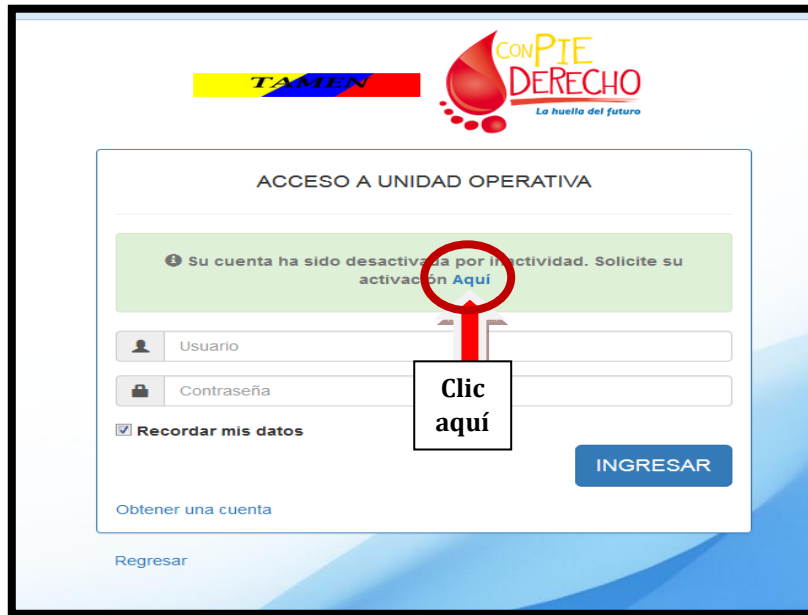 TAMEN
CON PIE
DERECHO
La huella del futuro
ACCESO A UNIDAD OPERATIVA
Su cuenta ha sido desactivada por inactividad. Solicite su
activación Aquí
Usuario
Contraseña
Clic
aquí
Recordar mis datos
INGRESAR
Obtener una cuenta
Regresar